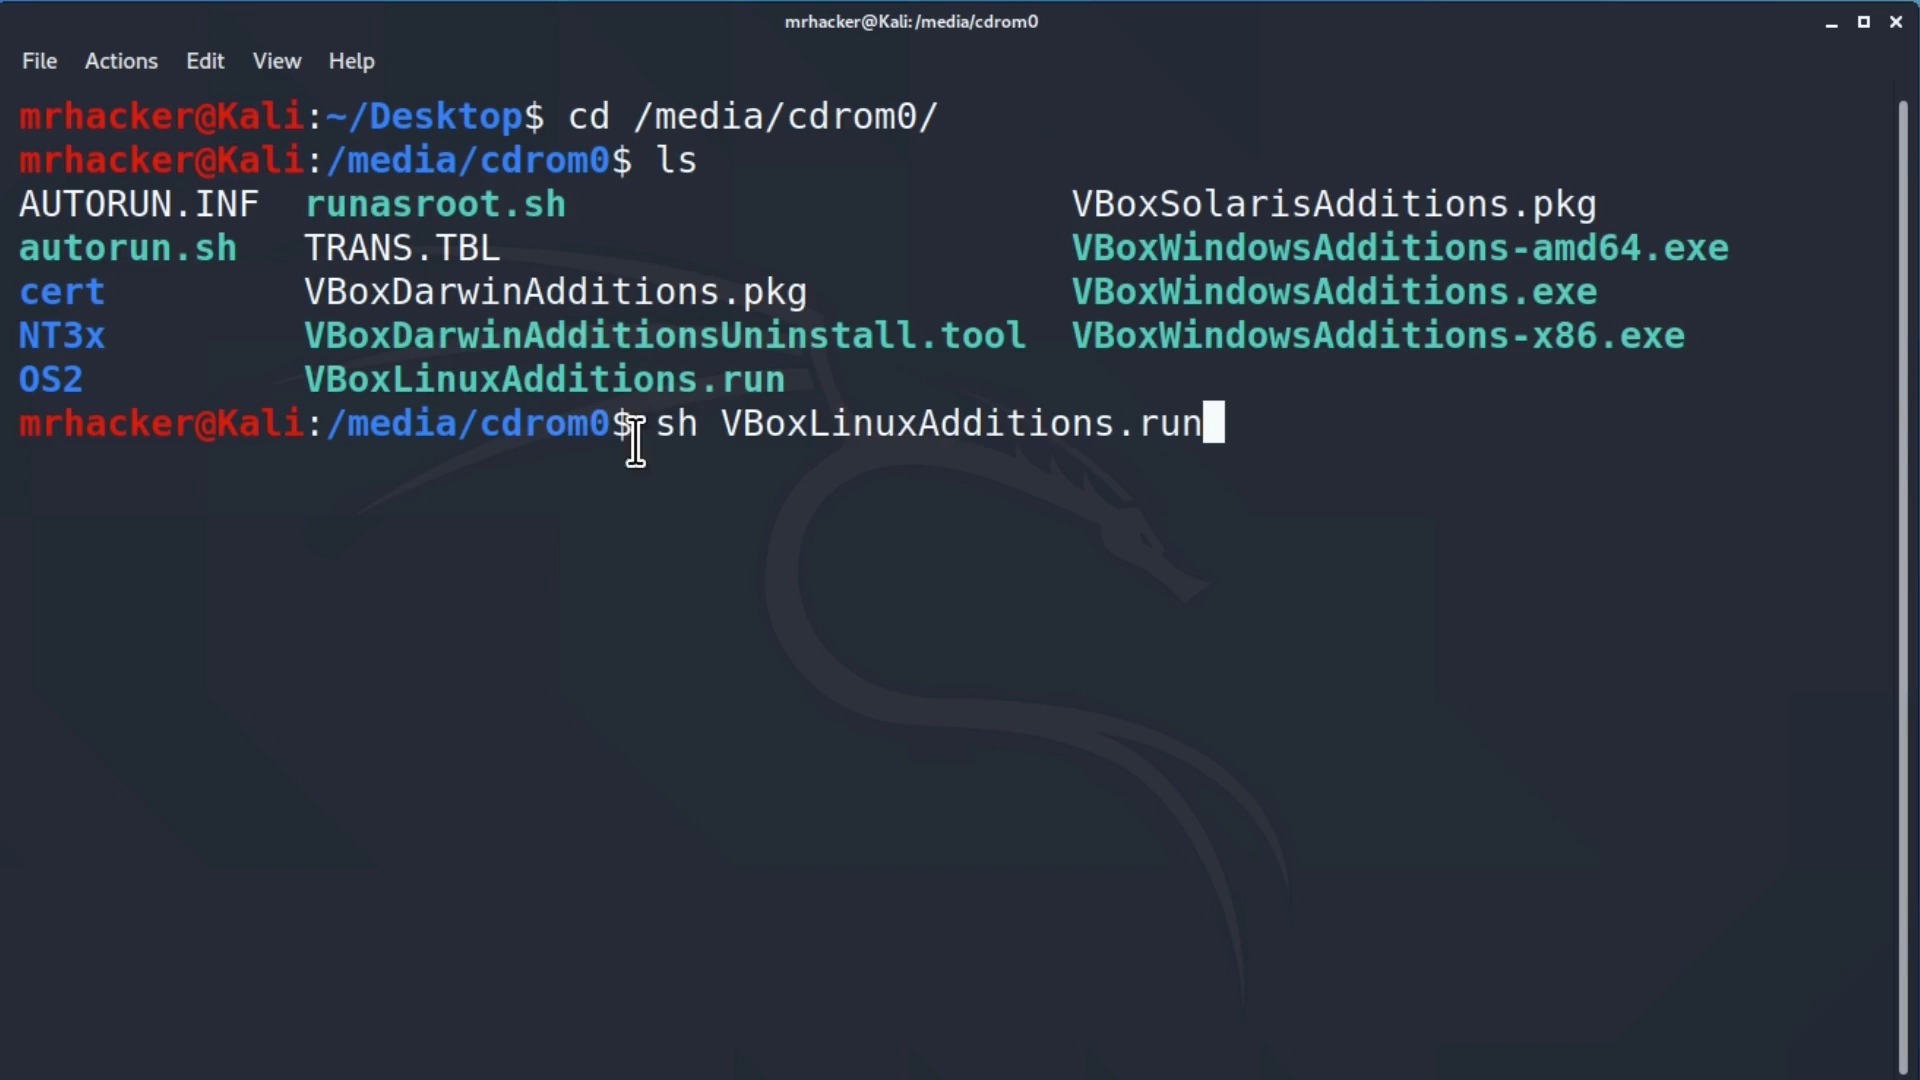 mrhacker@Kali:/media/cdrom0
File Actions Edit View Help
mrhacker@Kali:~/Desktop$ cd /media/cdrom0/
mrhacker@Kali:/media/cdrom0$ ls
AUTORUN.INF runasroot.sh VBoxSolarisAdditions.pkg
autorun.sh TRANS.TBL VBoxWindowsAdditions-amd64.exe
cert VBoxDarwinAdditions.pkg VBoxWindowsAdditions.exe
NT3x VBoxDarwinAdditionsUninstall.tool VBoxWindowsAdditions-x86.exe
OS2 VBoxLinuxAdditions.run
mrhacker@Kali:/media/cdrom0$ sh VBoxLinuxAdditions.run